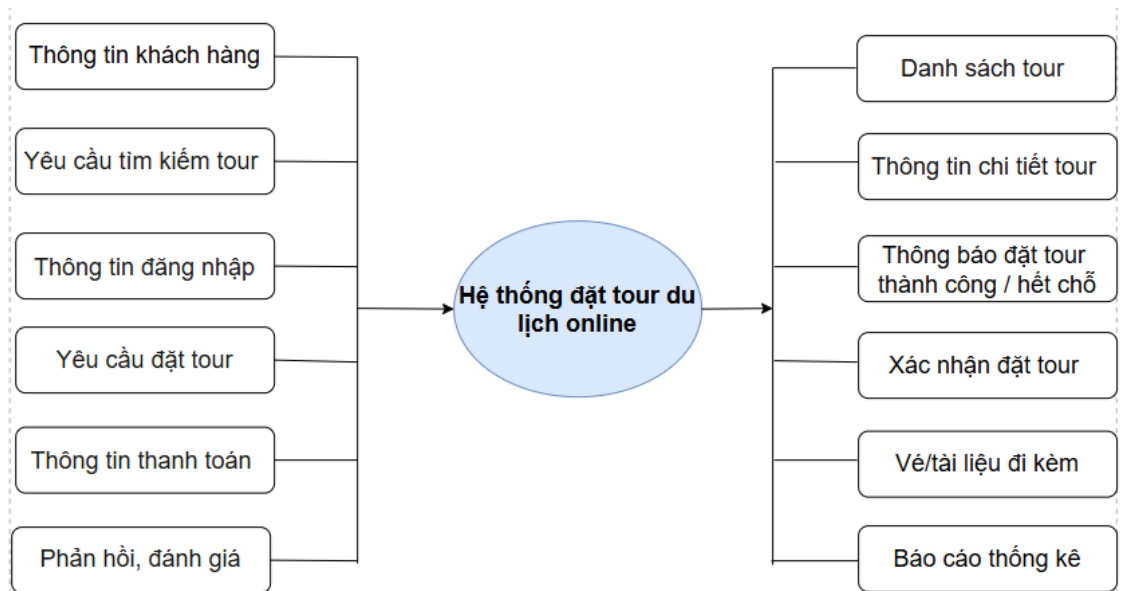 Thông tin khách hàng
Yêu cầu tìm kiếm tour
Thông tin đăng nhập
Yêu cầu đặt tour
Thông tin thanh toán
Phản hồi, đánh giá
Hệ thống đặt tour du
lịch online
Danh sách tour
Thông tin chi tiết tour
Thông báo đặt tour
thành công / hết chỗ
Xác nhận đặt tour
Vé/tài liệu đi kèm
Báo cáo thống kê